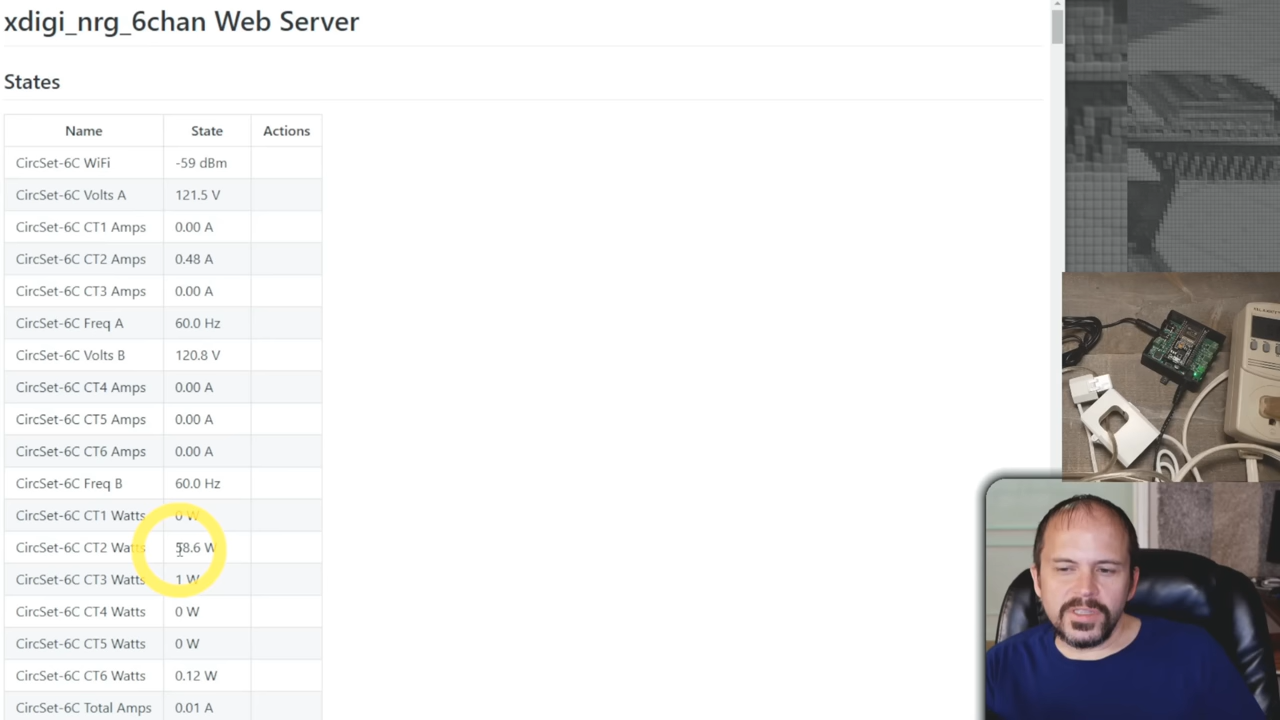 xdigi_nrg_6chan Web Server
States
Name State Actions
CircSet-6C WiFi -59 dBm
CircSet-6C Volts A 121.5 V
CircSet-6C CT1 Amps 0.00 A
CircSet-6C CT2 Amps 0.48 A
CircSet-6C CT3 Amps 0.00 A
CircSet-6C Freq A 60.0 Hz
CircSet-6C Volts B 120.8 V
CircSet-6C CT4 Amps 0.00 A
CircSet-6C CT5 Amps 0.00 A
CircSet-6C CT6 Amps 0.00 A
CircSet-6C Freq B 60.0 Hz
CircSet-6C CT1 Watts 0 W
CircSet-6C CT2 Watts 58.6 W
CircSet-6C CT3 Watts 1 W
CircSet-6C CT4 Watts 0 W
CircSet-6C CT5 Watts 0 W
CircSet-6C CT6 Watts 0.12 W
CircSet-6C Total Amps 0.01 A